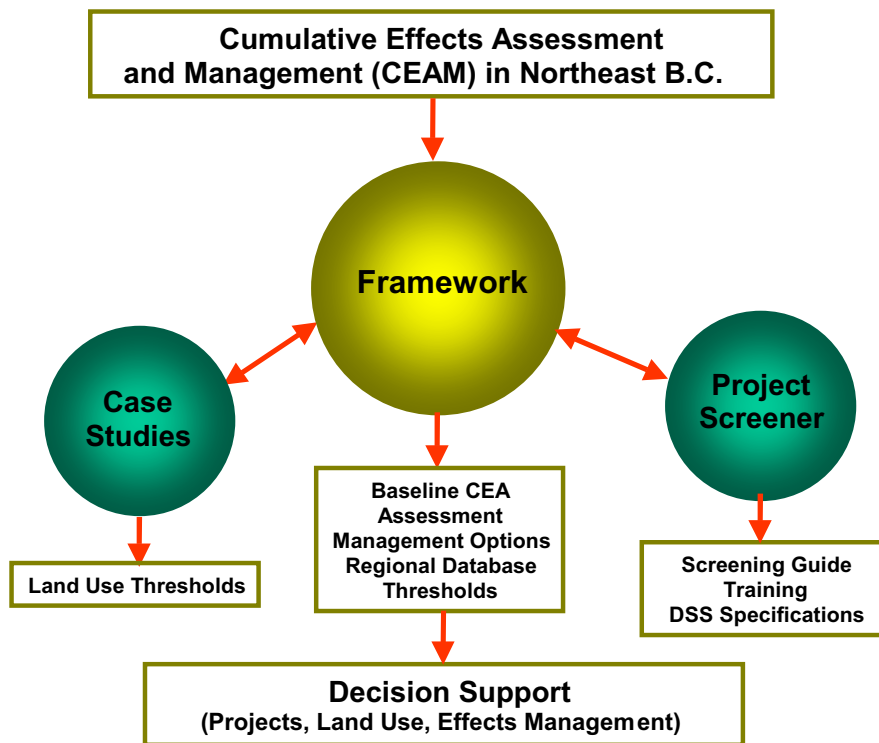 Cumulative Effects Assessment
and Management (CEAM) in Northeast B.C.
Framework
Case
Studies
Project
Screener
Baseline CEA
Assessment
Management Options
Regional Database
Thresholds
Land Use Thresholds
Screening Guide
Training
DSS Specifications
Decision Support
(Projects, Land Use, Effects Management)